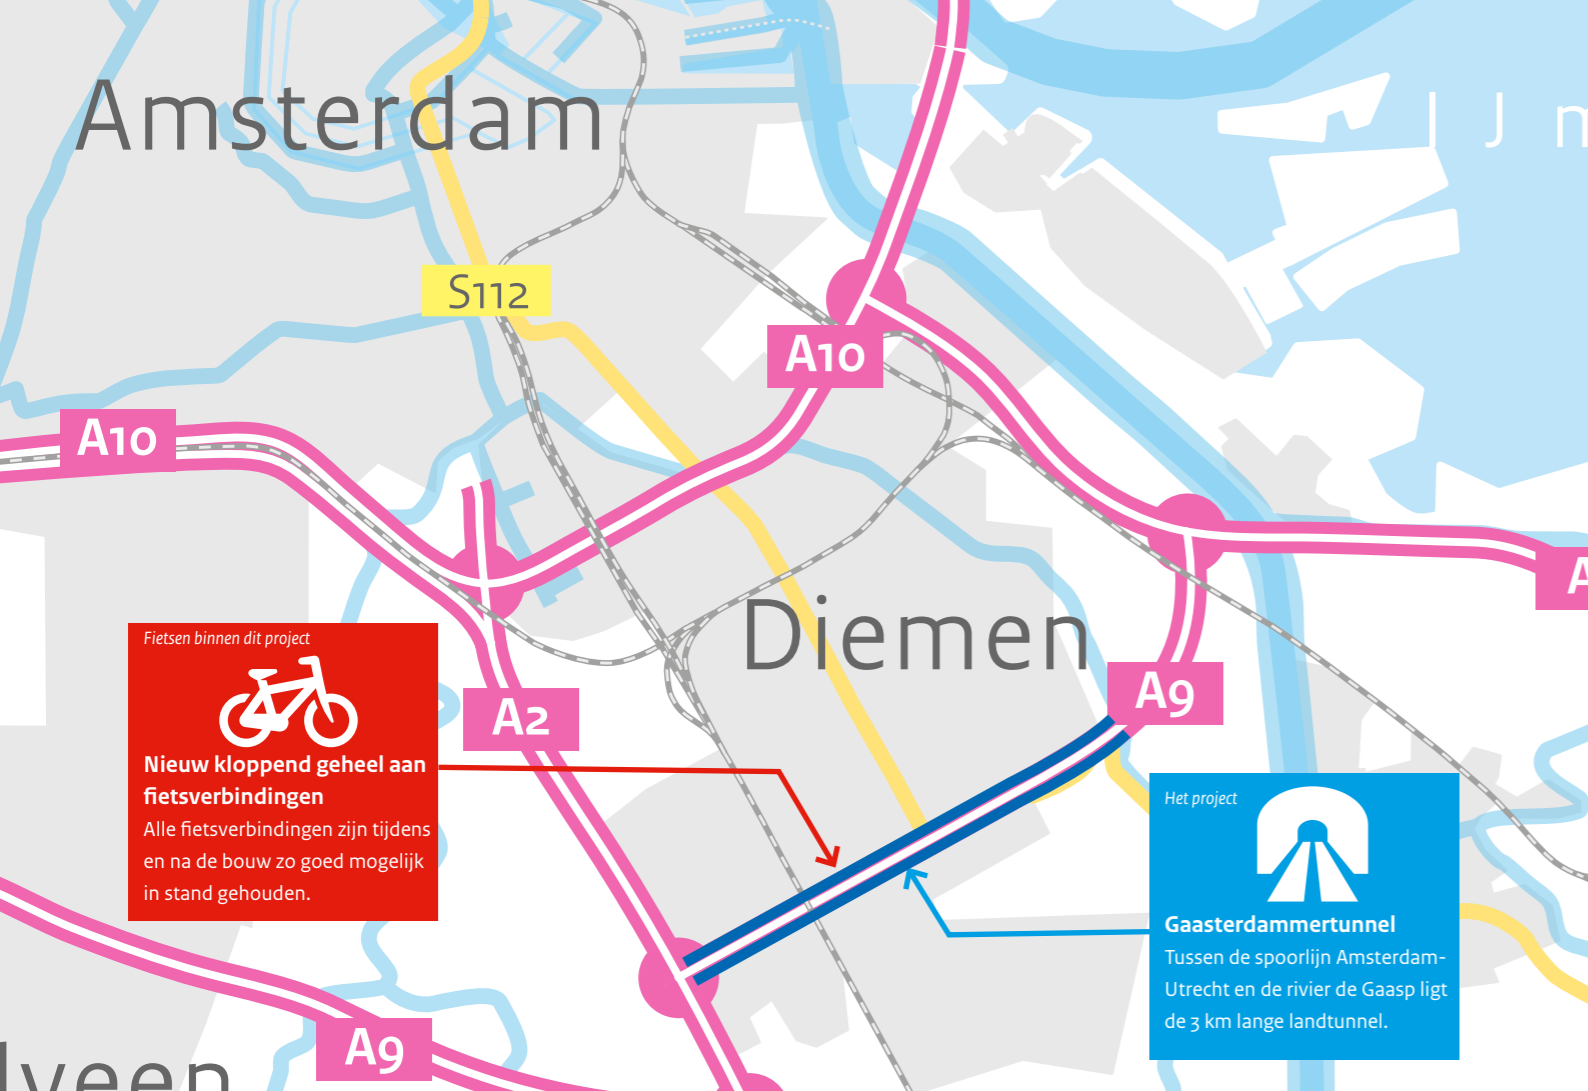 Amsterdam
IJm
S112
A10
A10
A
Diemen
A9
A2
Fietsen binnen dit project
Nieuw kloppend geheel aan
fietsverbindingen
Alle fietsverbindingen zijn tijdens
en na de bouw zo goed mogelijk
in stand gehouden.
Het project
Gaasterdammertunnel
Tussen de spoorlijn Amsterdam-
Utrecht en de rivier de Gaasp ligt
de 3 km lange landtunnel.
A9
lveen